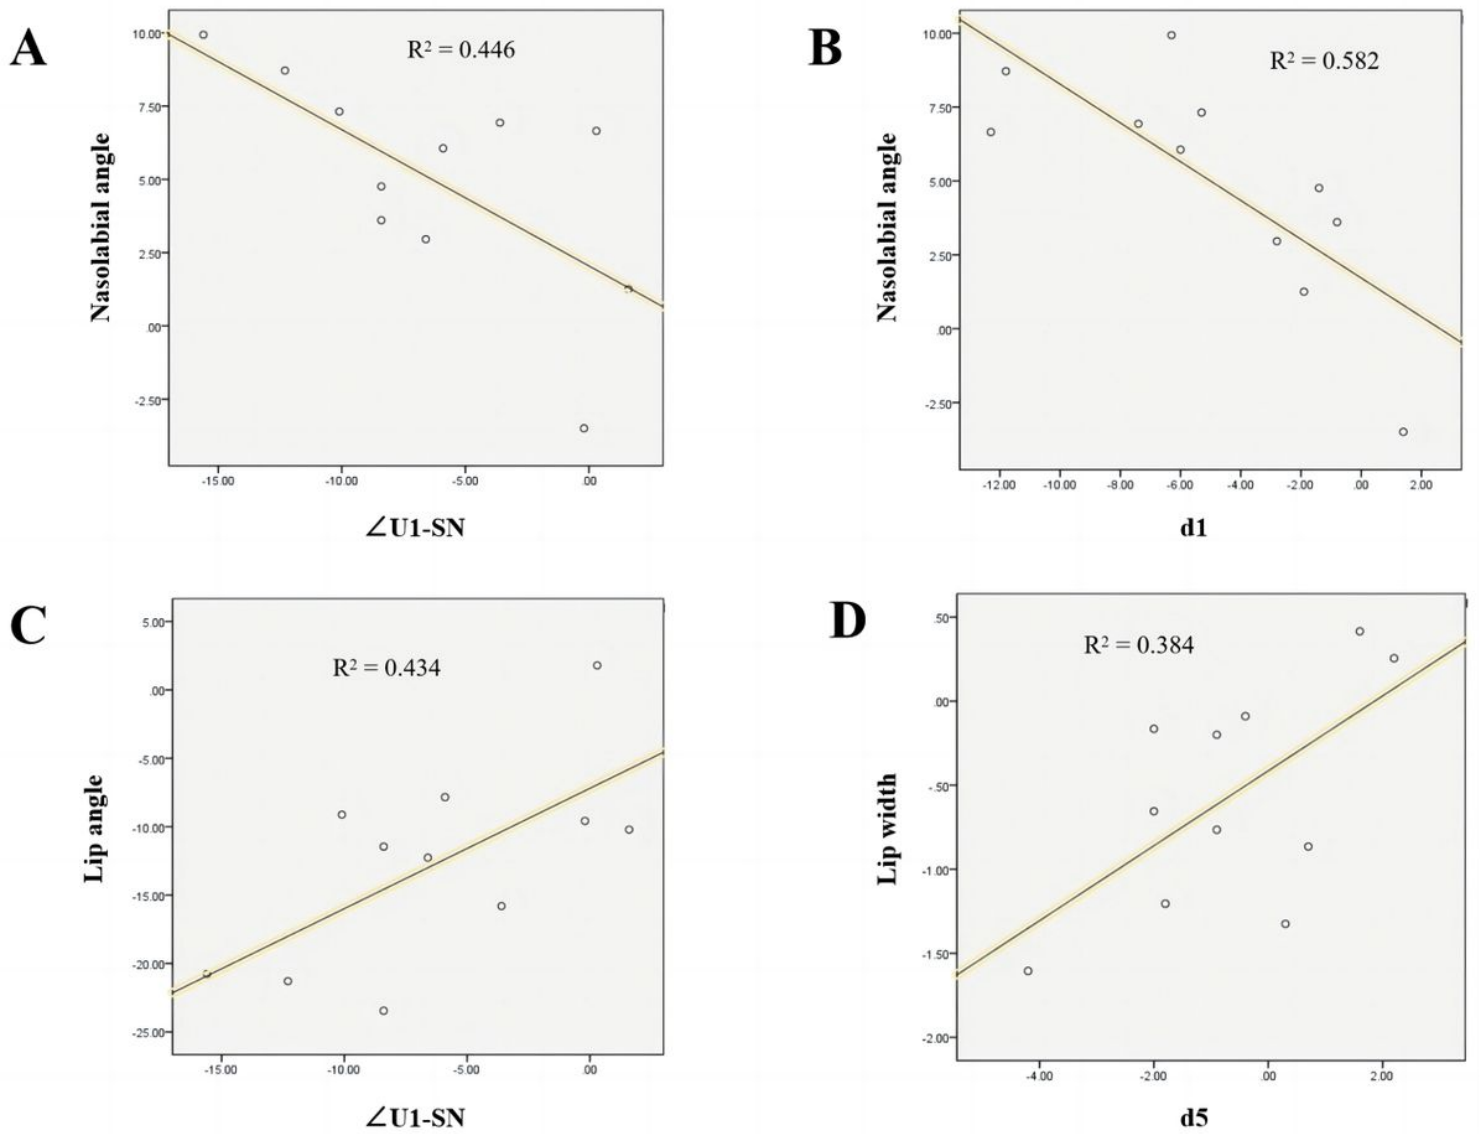 A
R² = 0.446
Nasolabial angle
10.00
7.50
5.00
2.50
.00
-2.50
-15.00 -10.00 -5.00 .00
∠U1-SN
B
R² = 0.582
Nasolabial angle
10.00
7.50
5.00
2.50
.00
-2.50
-12.00 -10.00 -8.00 -6.00 -4.00 -2.00 .00 2.00
d1
C
R² = 0.434
Lip angle
5.00
.00
-5.00
-10.00
-15.00
-20.00
-25.00
-15.00 -10.00 -5.00 .00
∠U1-SN
D
R² = 0.384
Lip width
.50
.00
-.50
-1.00
-1.50
-2.00
-4.00 -2.00 .00 2.00
d5